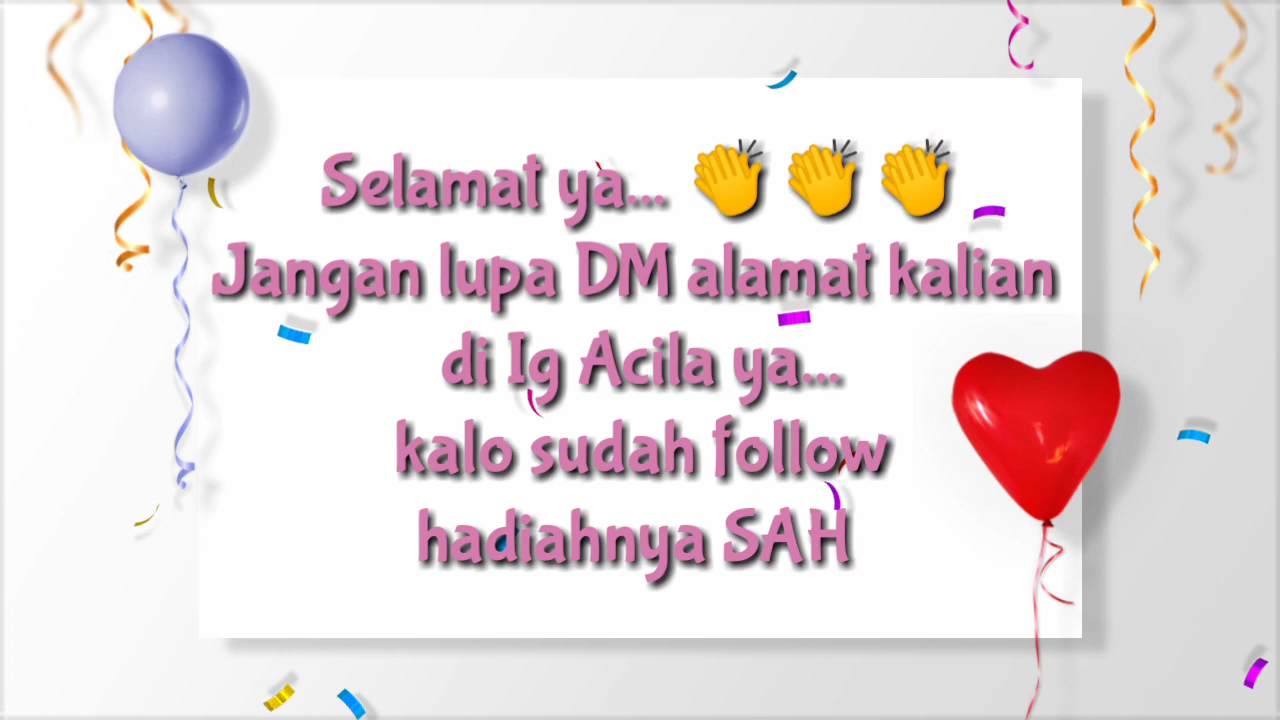 Selamat ya... 👏 👏 👏
Jangan lupa DM alamat kalian
di Ig Acila ya...
kalo sudah follow
hadiahnya SAH